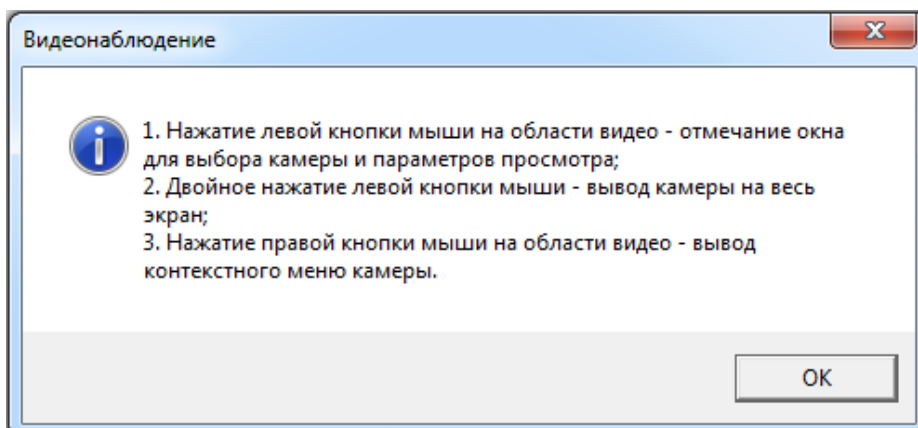 Видеонаблюдение
1. Нажатие левой кнопки мыши на области видео - отмечание окна
для выбора камеры и параметров просмотра;
2. Двойное нажатие левой кнопки мыши - вывод камеры на весь
экран;
3. Нажатие правой кнопки мыши на области видео - вывод
контекстного меню камеры.
OK